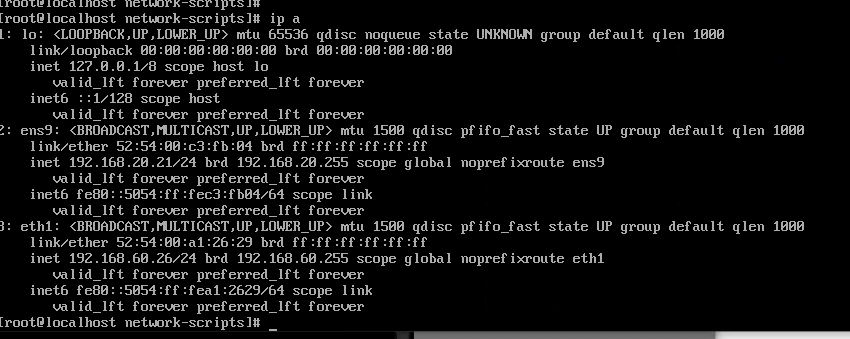 [root@localhost network-scripts]#
[root@localhost network-scripts]# ip a
1: lo: <LOOPBACK,UP,LOWER_UP> mtu 65536 qdisc noqueue state UNKNOWN group default qlen 1000
    link/loopback 00:00:00:00:00:00 brd 00:00:00:00:00:00
    inet 127.0.0.1/8 scope host lo
       valid_lft forever preferred_lft forever
    inet6 ::1/128 scope host
       valid_lft forever preferred_lft forever
2: ens9: <BROADCAST,MULTICAST,UP,LOWER_UP> mtu 1500 qdisc pfifo_fast state UP group default qlen 1000
    link/ether 52:54:00:c3:fb:04 brd ff:ff:ff:ff:ff:ff
    inet 192.168.20.21/24 brd 192.168.20.255 scope global noprefixroute ens9
       valid_lft forever preferred_lft forever
    inet6 fe80::5054:ff:fec3:fb04/64 scope link
       valid_lft forever preferred_lft forever
3: eth1: <BROADCAST,MULTICAST,UP,LOWER_UP> mtu 1500 qdisc pfifo_fast state UP group default qlen 1000
    link/ether 52:54:00:a1:26:29 brd ff:ff:ff:ff:ff:ff
    inet 192.168.60.26/24 brd 192.168.60.255 scope global noprefixroute eth1
       valid_lft forever preferred_lft forever
    inet6 fe80::5054:ff:fea1:2629/64 scope link
       valid_lft forever preferred_lft forever
[root@localhost network-scripts]# _